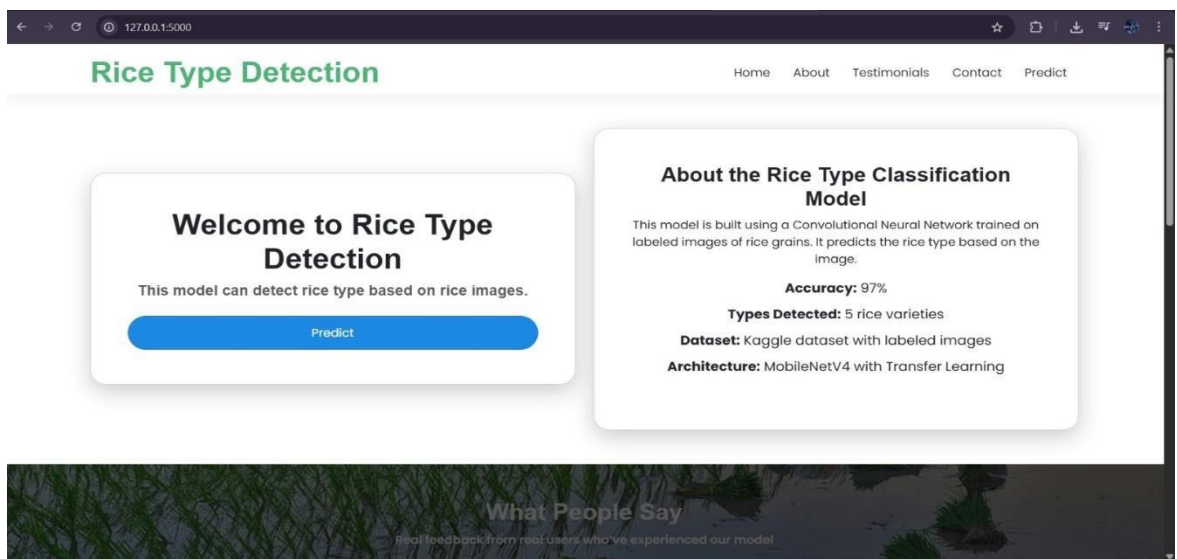 127.0.0.1:5000
Rice Type Detection
Home About Testimonials Contact Predict
Welcome to Rice Type
Detection
This model can detect rice type based on rice images.
Predict
About the Rice Type Classification
Model
This model is built using a Convolutional Neural Network trained on
labeled images of rice grains. It predicts the rice type based on the
image.
Accuracy: 97%
Types Detected: 5 rice varieties
Dataset: Kaggle dataset with labeled images
Architecture: MobileNetV4 with Transfer Learning
What People Say
Real feedback from real users who've experienced our model